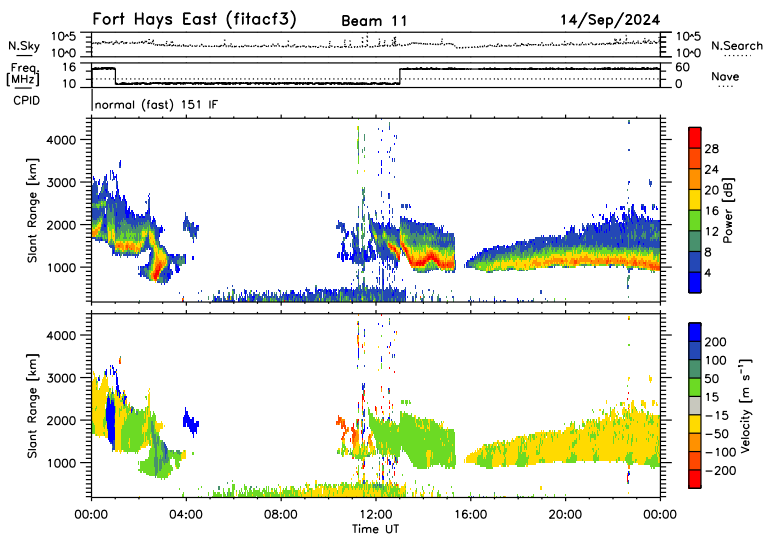 Fort Hays East (fitacf3) Beam 11 14/Sep/2024
N.Sky 10^5 10^0 10^5 10^0 N.Search
Freq. [MHz] 16 10 60 0 Nave
CPID normal (fast) 151 IF
Slant Range [km]
4000
3000
2000
1000
28
24
20
16
12
8
4
Power [dB]
Slant Range [km]
4000
3000
2000
1000
200
100
50
15
-15
-50
-100
-200
Velocity [m s^-1]
00:00 04:00 08:00 12:00 16:00 20:00 00:00
Time UT